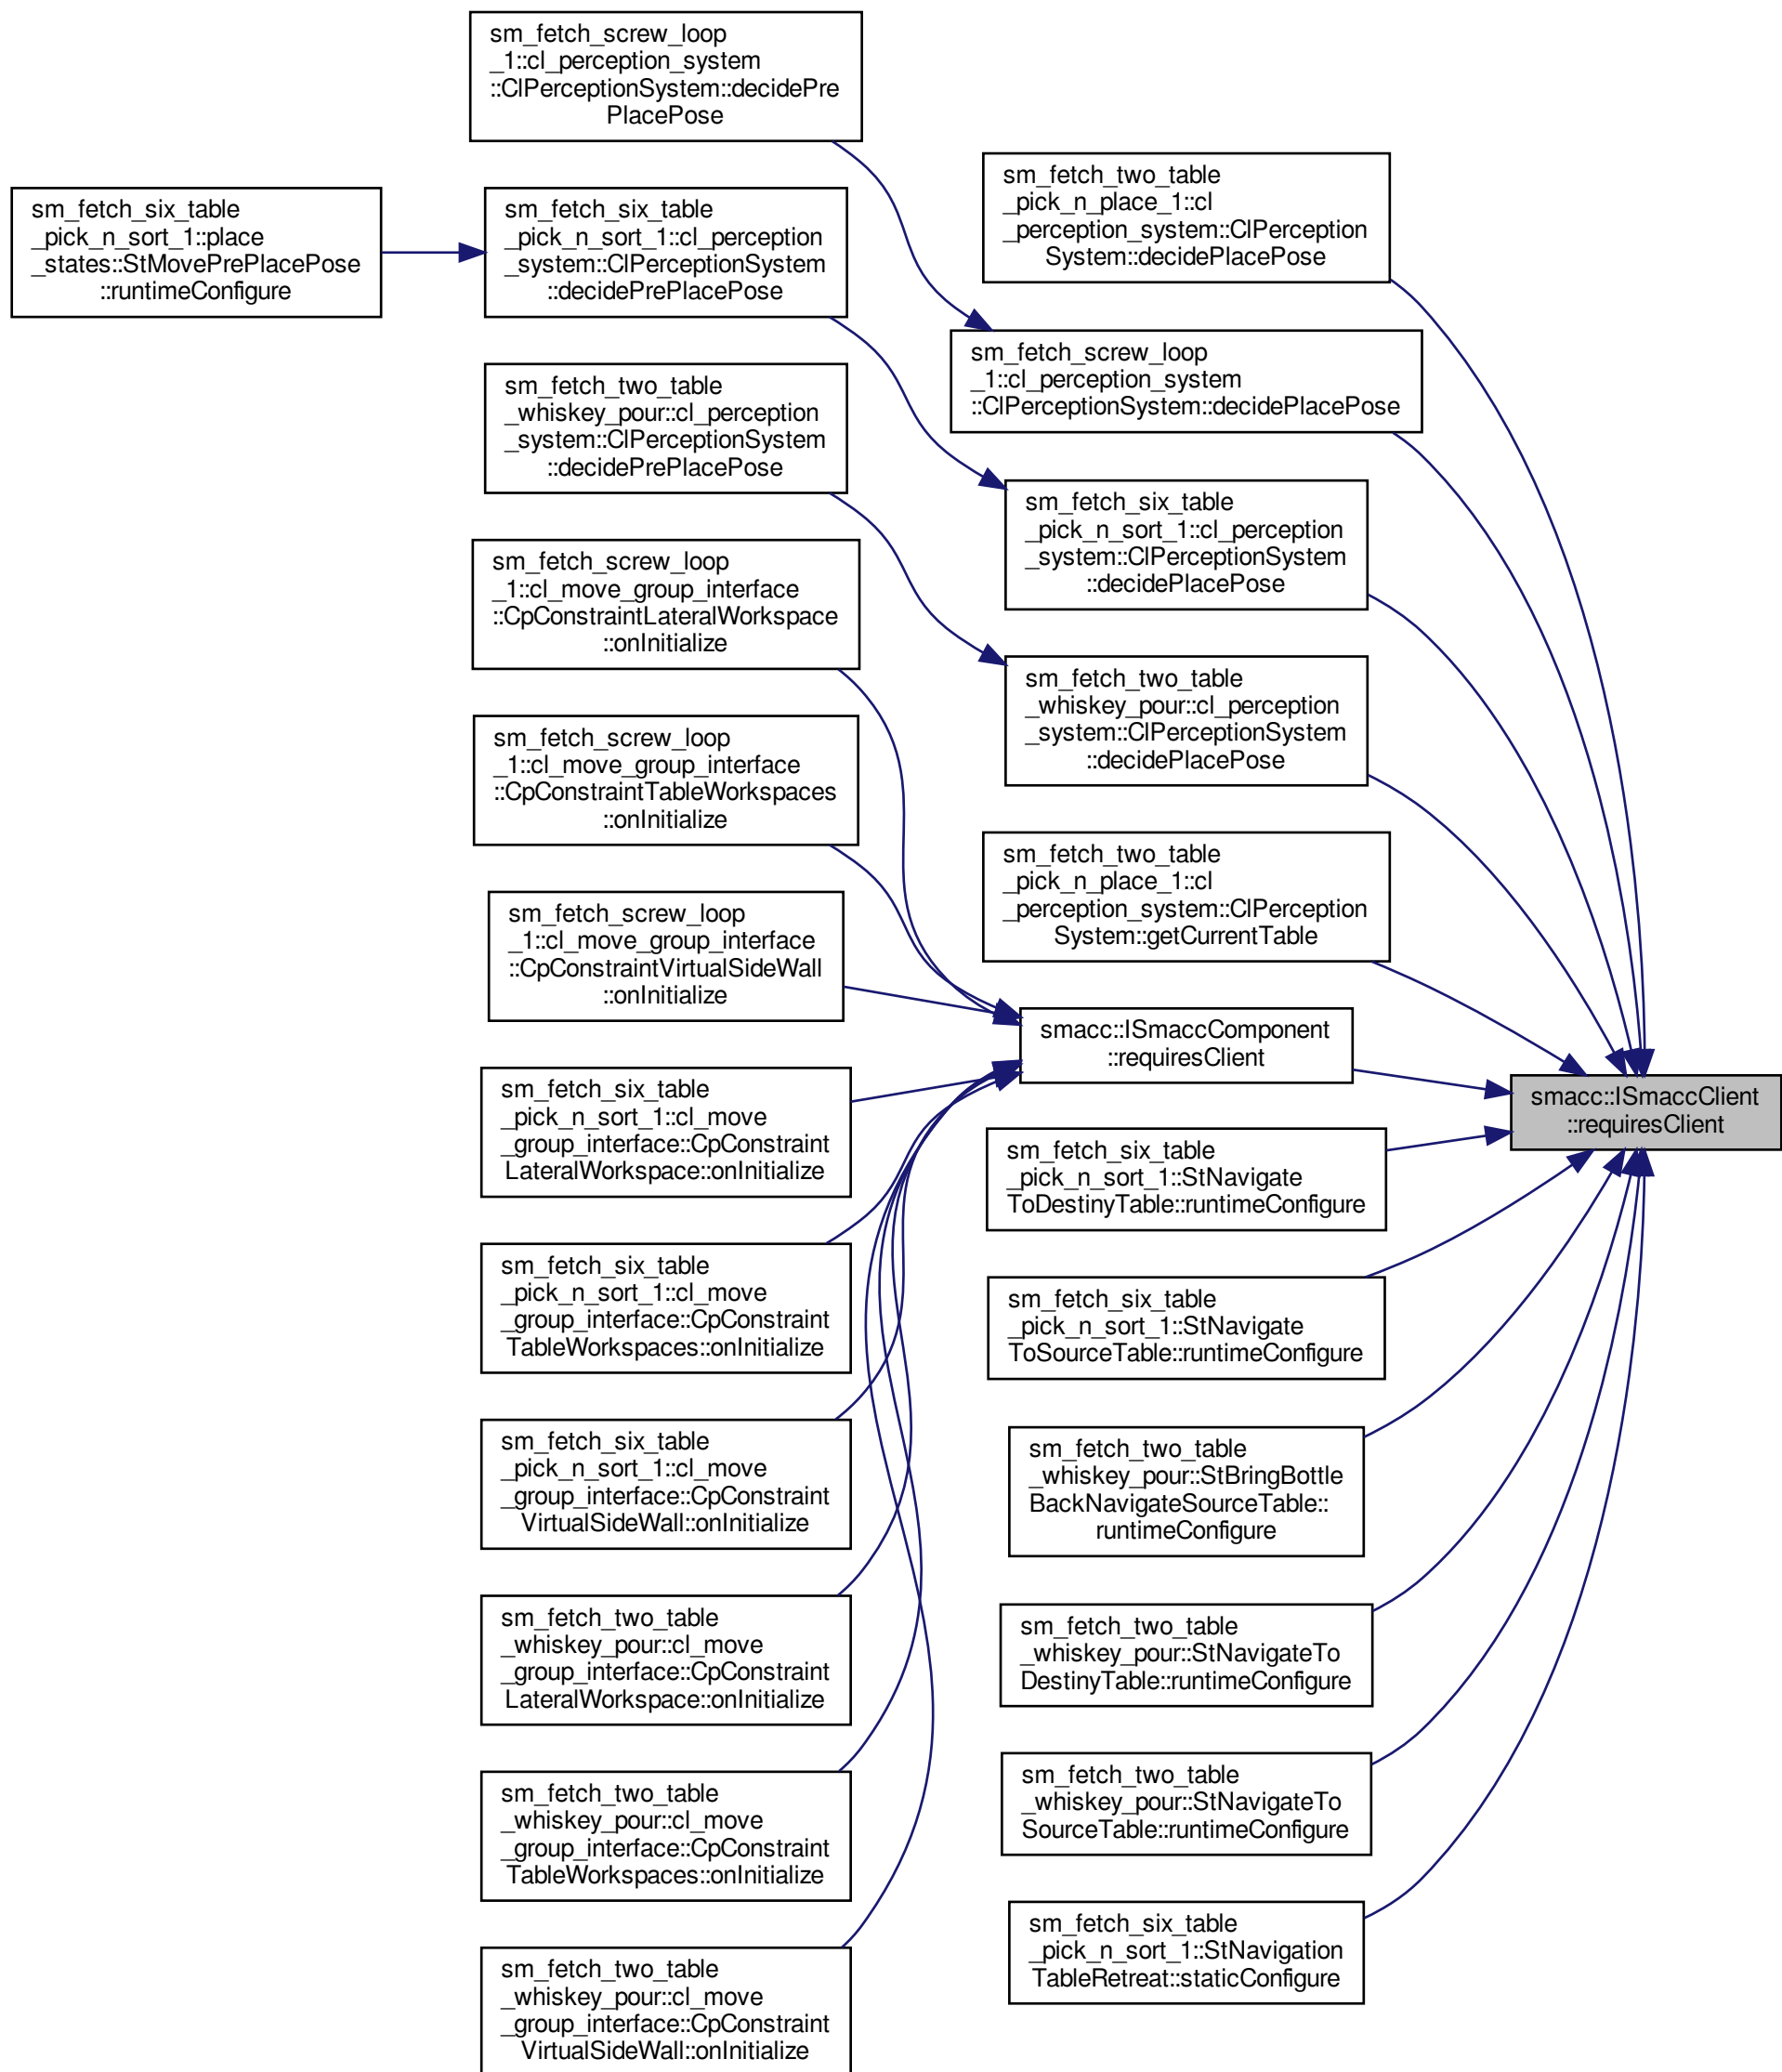 sm_fetch_six_table
_pick_n_sort_1::place
_states::StMovePrePlacePose
::runtimeConfigure
sm_fetch_screw_loop
_1::cl_perception_system
::ClPerceptionSystem::decidePre
PlacePose
sm_fetch_six_table
_pick_n_sort_1::cl_perception
_system::ClPerceptionSystem
::decidePrePlacePose
sm_fetch_two_table
_whiskey_pour::cl_perception
_system::ClPerceptionSystem
::decidePrePlacePose
sm_fetch_screw_loop
_1::cl_move_group_interface
::CpConstraintLateralWorkspace
::onInitialize
sm_fetch_screw_loop
_1::cl_move_group_interface
::CpConstraintTableWorkspaces
::onInitialize
sm_fetch_screw_loop
_1::cl_move_group_interface
::CpConstraintVirtualSideWall
::onInitialize
sm_fetch_six_table
_pick_n_sort_1::cl_move
_group_interface::CpConstraint
LateralWorkspace::onInitialize
sm_fetch_six_table
_pick_n_sort_1::cl_move
_group_interface::CpConstraint
TableWorkspaces::onInitialize
sm_fetch_six_table
_pick_n_sort_1::cl_move
_group_interface::CpConstraint
VirtualSideWall::onInitialize
sm_fetch_two_table
_whiskey_pour::cl_move
_group_interface::CpConstraint
LateralWorkspace::onInitialize
sm_fetch_two_table
_whiskey_pour::cl_move
_group_interface::CpConstraint
TableWorkspaces::onInitialize
sm_fetch_two_table
_whiskey_pour::cl_move
_group_interface::CpConstraint
VirtualSideWall::onInitialize
sm_fetch_two_table
_pick_n_place_1::cl
_perception_system::ClPerception
System::decidePlacePose
sm_fetch_screw_loop
_1::cl_perception_system
::ClPerceptionSystem::decidePlacePose
sm_fetch_six_table
_pick_n_sort_1::cl_perception
_system::ClPerceptionSystem
::decidePlacePose
sm_fetch_two_table
_whiskey_pour::cl_perception
_system::ClPerceptionSystem
::decidePlacePose
sm_fetch_two_table
_pick_n_place_1::cl
_perception_system::ClPerception
System::getCurrentTable
smacc::ISmaccComponent
::requiresClient
sm_fetch_six_table
_pick_n_sort_1::StNavigate
ToDestinyTable::runtimeConfigure
sm_fetch_six_table
_pick_n_sort_1::StNavigate
ToSourceTable::runtimeConfigure
sm_fetch_two_table
_whiskey_pour::StBringBottle
BackNavigateSourceTable::
runtimeConfigure
sm_fetch_two_table
_whiskey_pour::StNavigateTo
DestinyTable::runtimeConfigure
sm_fetch_two_table
_whiskey_pour::StNavigateTo
SourceTable::runtimeConfigure
sm_fetch_six_table
_pick_n_sort_1::StNavigation
TableRetreat::staticConfigure
smacc::ISmaccClient
::requiresClient